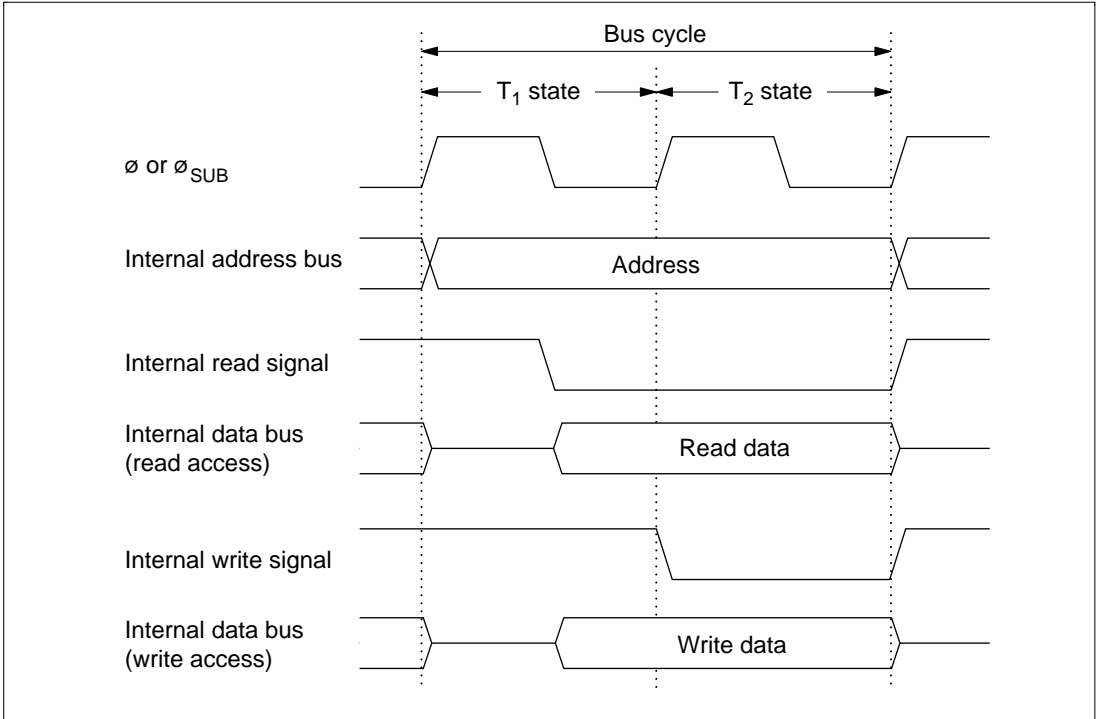 Bus cycle
T₁ state
T₂ state
ø or ø_SUB
Internal address bus
Address
Internal read signal
Internal data bus
(read access)
Read data
Internal write signal
Internal data bus
(write access)
Write data